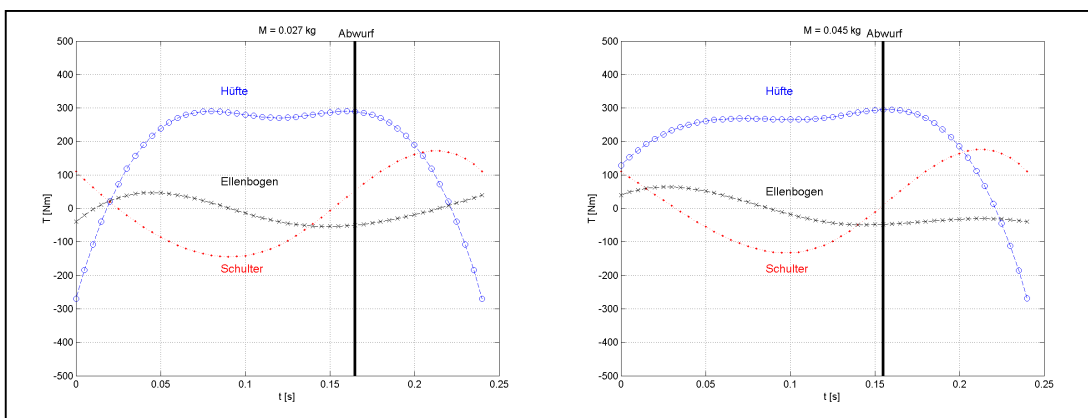 M = 0.027 kg
Abwurf
500
400
300
200
100
0
-100
-200
-300
-400
-500
T [Nm]
Hüfte
Ellenbogen
Schulter
0
0.05
0.1
0.15
0.2
0.25
t [s]
M = 0.045 kg
Abwurf
500
400
300
200
100
0
-100
-200
-300
-400
-500
T [Nm]
Hüfte
Ellenbogen
Schulter
0
0.05
0.1
0.15
0.2
0.25
t [s]